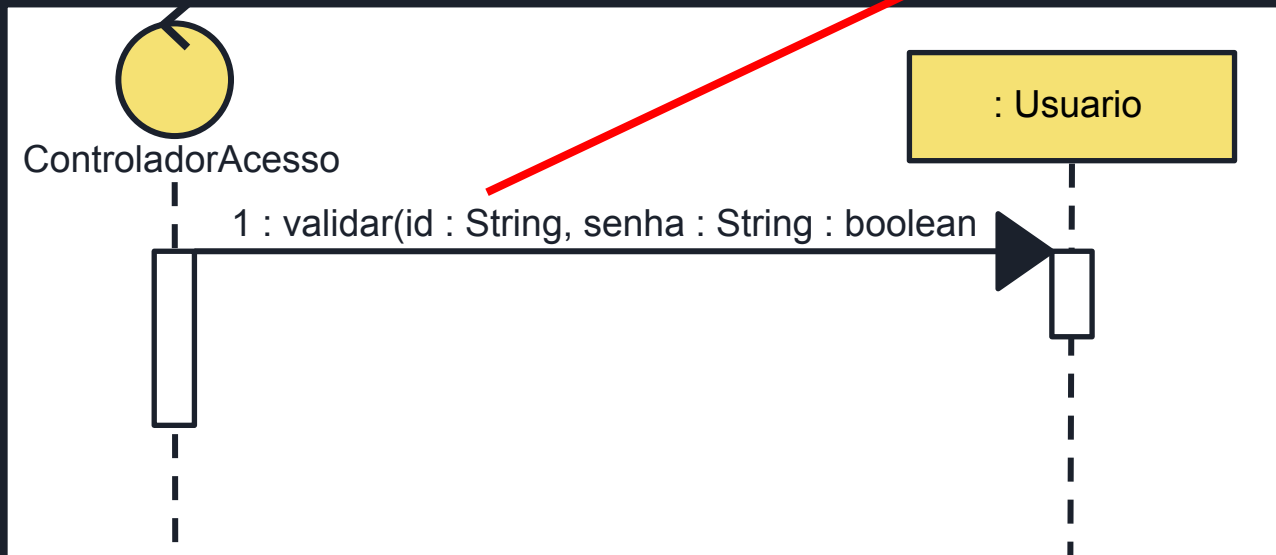 : Usuario
ControladorAcesso
1 : validar(id : String, senha : String : boolean